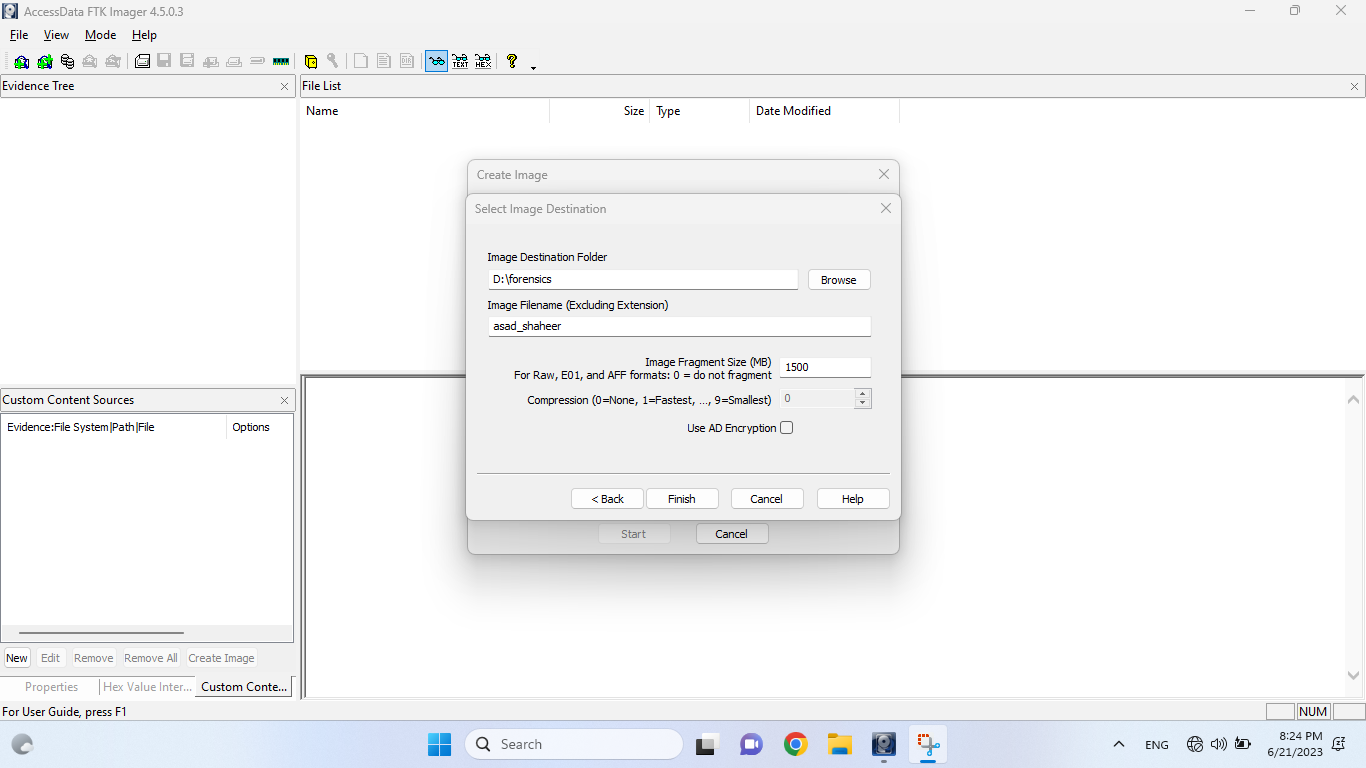 AccessData FTK Imager 4.5.0.3
File View Mode Help
TEXT HEX ?
DIR
Evidence Tree
File List
Name Size Type Date Modified
Create Image
Select Image Destination
Image Destination Folder
D:\forensics Browse
Image Filename (Excluding Extension)
asad_shaheer
Image Fragment Size (MB)
For Raw, E01, and AFF formats: 0 = do not fragment
1500
Compression (0=None, 1=Fastest, ..., 9=Smallest) 0
Use AD Encryption
< Back Finish Cancel Help
Start Cancel
Custom Content Sources
Evidence:File System|Path|File Options
New Edit Remove Remove All Create Image
Properties Hex Value Inter... Custom Conte...
For User Guide, press F1
NUM
Search
ENG
8:24 PM
6/21/2023